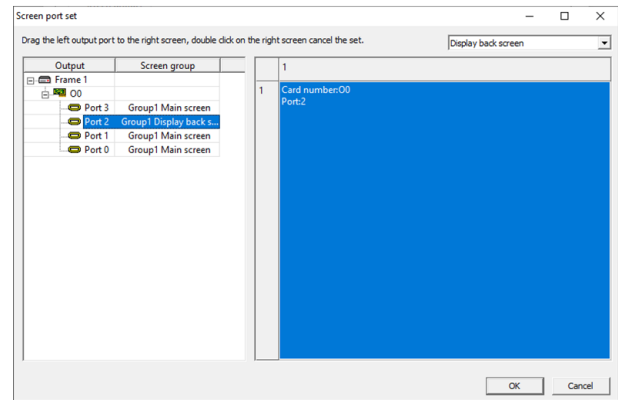 Screen port set
Drag the left output port to the right screen, double click on the right screen cancel the set.
Display back screen
Output Screen group
Frame 1
O0
Port 3 Group1 Main screen
Port 2 Group1 Display back s...
Port 1 Group1 Main screen
Port 0 Group1 Main screen
1
1
Card number:O0
Port:2
OK Cancel